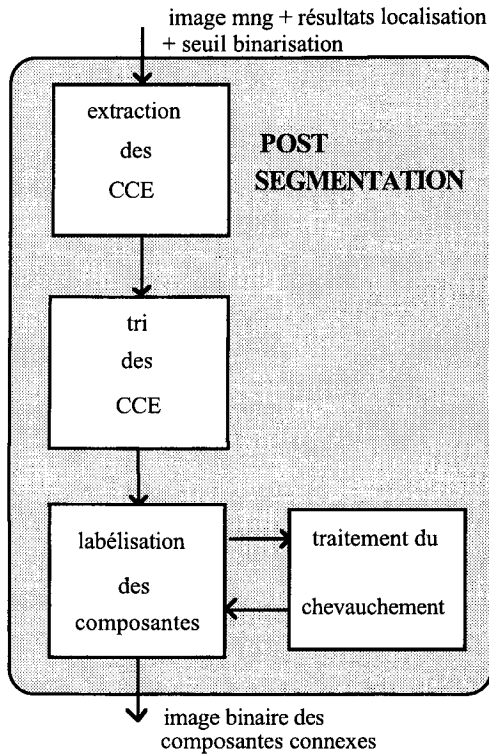 image mng + résultats localisation
+ seuil binarisation
extraction
des
CCE
POST
SEGMENTATION
tri
des
CCE
labélisation
des
composantes
traitement du
chevauchement
image binaire des
composantes connexes